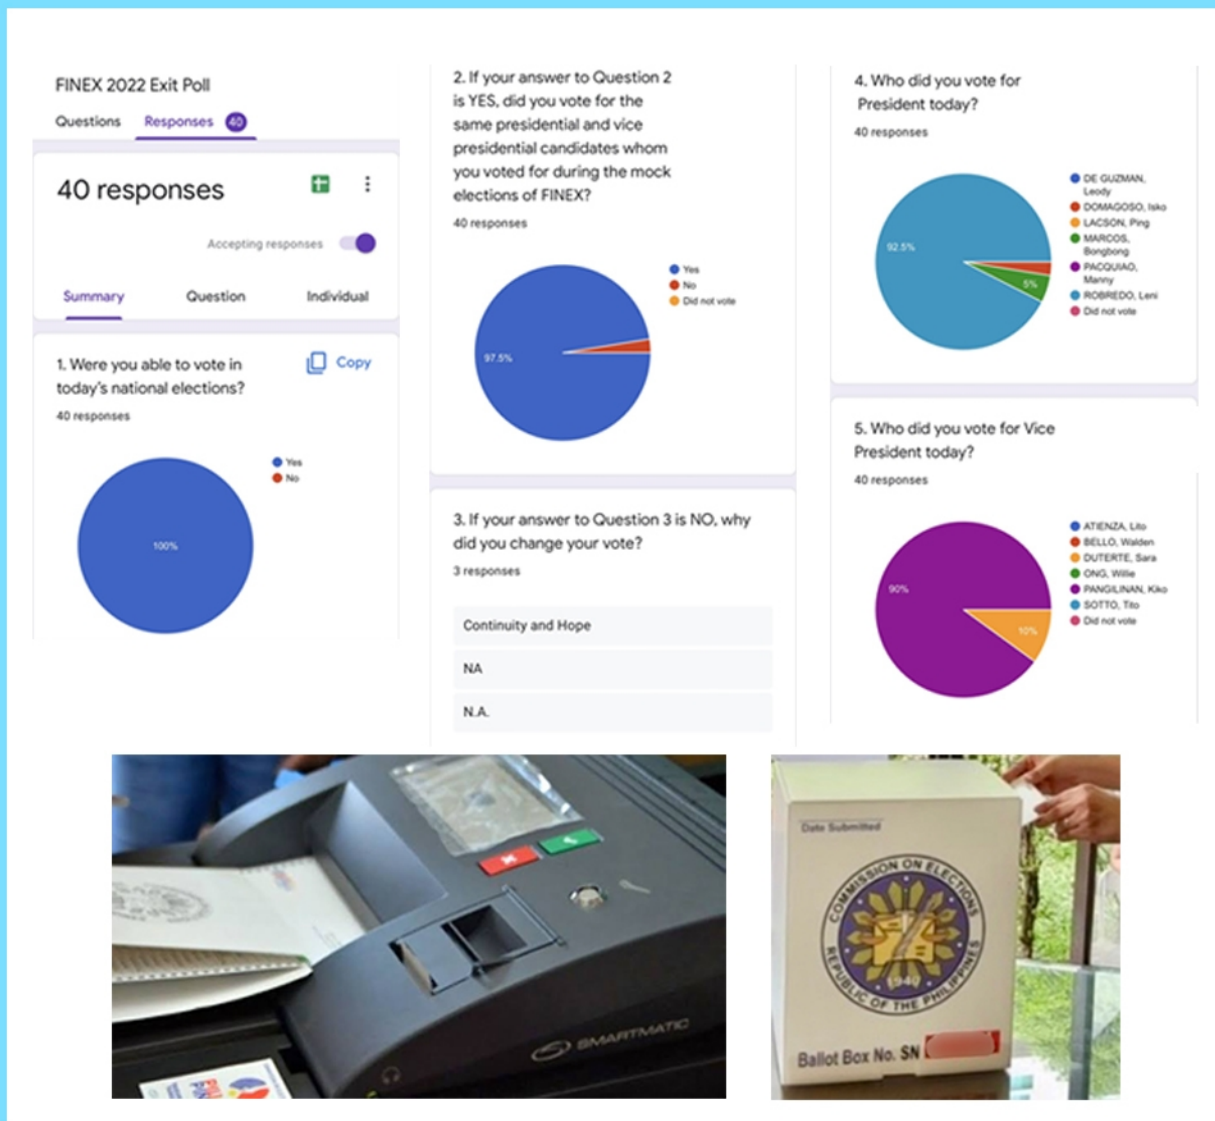 FINEX 2022 Exit Poll
Questions Responses 40
40 responses
Accepting responses
Summary Question Individual
1. Were you able to vote in
today's national elections?
Copy
40 responses
Yes
No
100%
2. If your answer to Question 2
is YES, did you vote for the
same presidential and vice
presidential candidates whom
you voted for during the mock
elections of FINEX?
40 responses
Yes
No
Did not vote
97.5%
3. If your answer to Question 3 is NO, why
did you change your vote?
3 responses
Continuity and Hope
NA
N.A.
4. Who did you vote for
President today?
40 responses
DE GUZMAN,
Leody
DOMAGOSO, Isko
LACSON, Ping
MARCOS,
Bongbong
PACQUIAO,
Manny
ROBREDO, Leni
Did not vote
92.5%
5%
5. Who did you vote for Vice
President today?
40 responses
ATIENZA, Lito
BELLO, Walden
DUTERTE, Sara
ONG, Willie
PANGILINAN, Kiko
SOTTO, Tito
Did not vote
90%
10%
SMARTMATIC
Date Submitted
COMMISSION ON ELECTIONS
1940
REPUBLIC OF THE PHILIPPINES
Ballot Box No. SN